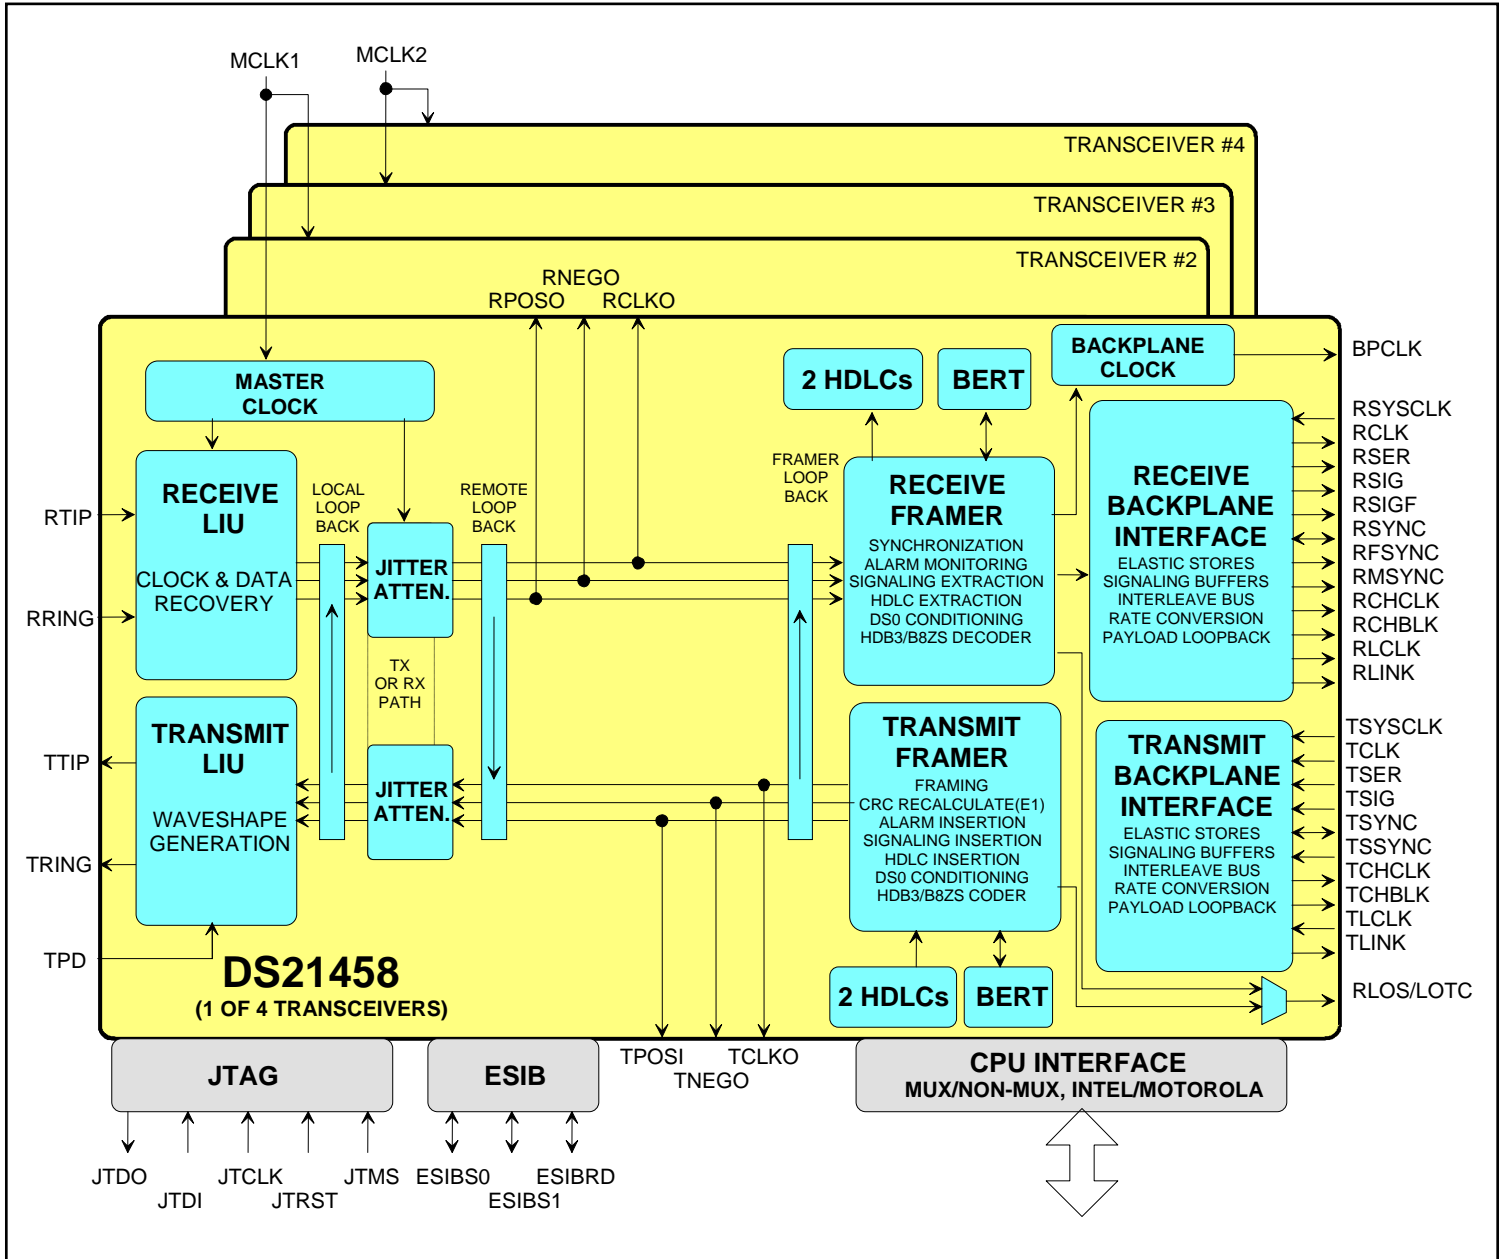 MCLK1
MCLK2
TRANSCEIVER #4
TRANSCEIVER #3
TRANSCEIVER #2
RNEGO
RPOSO
RCLKO
MASTER
CLOCK
2 HDLCs
BERT
BACKPLANE
CLOCK
BPCLK
RTIP
RRING
RECEIVE
LIU
CLOCK & DATA
RECOVERY
LOCAL
LOOP
BACK
JITTER
ATTEN.
REMOTE
LOOP
BACK
FRAMER
LOOP
BACK
RECEIVE
FRAMER
SYNCHRONIZATION
ALARM MONITORING
SIGNALING EXTRACTION
HDLC EXTRACTION
DS0 CONDITIONING
HDB3/B8ZS DECODER
RECEIVE
BACKPLANE
INTERFACE
ELASTIC STORES
SIGNALING BUFFERS
INTERLEAVE BUS
RATE CONVERSION
PAYLOAD LOOPBACK
RSYSCLK
RCLK
RSER
RSIG
RSIGF
RSYNC
RFSYNC
RMSYNC
RCHCLK
RCHBLK
RLCLK
RLINK
TX
OR RX
PATH
TTIP
TRING
TPD
TRANSMIT
LIU
WAVESHAPE
GENERATION
JITTER
ATTEN.
TRANSMIT
FRAMER
FRAMING
CRC RECALCULATE(E1)
ALARM INSERTION
SIGNALING INSERTION
HDLC INSERTION
DS0 CONDITIONING
HDB3/B8ZS CODER
TRANSMIT
BACKPLANE
INTERFACE
ELASTIC STORES
SIGNALING BUFFERS
INTERLEAVE BUS
RATE CONVERSION
PAYLOAD LOOPBACK
TSYSCLK
TCLK
TSER
TSIG
TSYNC
TSSYNC
TCHCLK
TCHBLK
TLCLK
TLINK
RLOS/LOTC
DS21458
(1 OF 4 TRANSCEIVERS)
2 HDLCs
BERT
TPOSI
TNEGO
TCLKO
JTAG
ESIB
CPU INTERFACE
MUX/NON-MUX, INTEL/MOTOROLA
JTDO
JTDI
JTCLK
JTRST
JTMS
ESIBS0
ESIBS1
ESIBRD